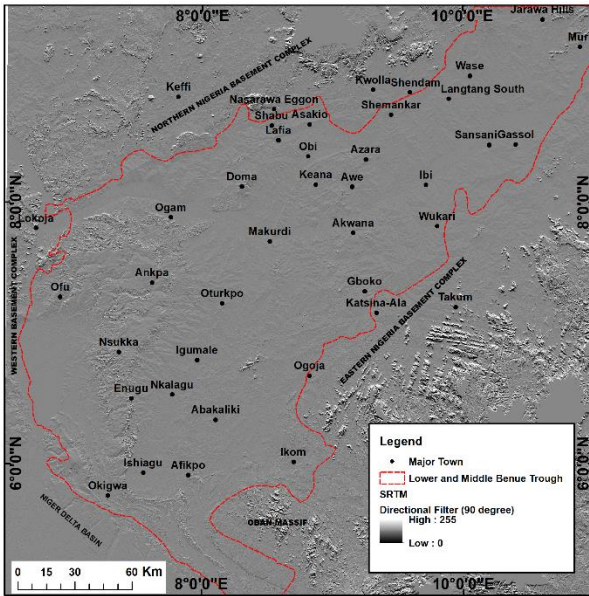 8°0'0"E
10°0'0"E
Jarawa Hills
Mur
Wase
Keffi
NORTHERN NIGERIA BASEMENT COMPLEX
Kwolla
Shendam
Langtang South
Nasarawa Eggon
Shabu
Asakio
Shemankar
Lafia
Obi
Azara
Sansani
Gassol
Doma
Keana
Awe
Ibi
8°0'0"N
8°0'0"N
Lokoja
Ogam
Makurdi
Akwana
Wukari
WESTERN BASEMENT COMPLEX
Ofu
Ankpa
Oturkpo
Gboko
Katsina-Ala
Takum
EASTERN NIGERIA BASEMENT COMPLEX
Nsukka
Igumale
Ogoja
Enugu
Nkalagu
Abakaliki
6°0'0"N
6°0'0"N
Ishiagu
Afikpo
Ikom
Okigwa
NIGER DELTA BASIN
OBAN MASSIF
Legend
Major Town
Lower and Middle Benue Trough
SRTM
Directional Filter (90 degree)
High : 255
Low : 0
Km
0 15 30 60
8°0'0"E
10°0'0"E